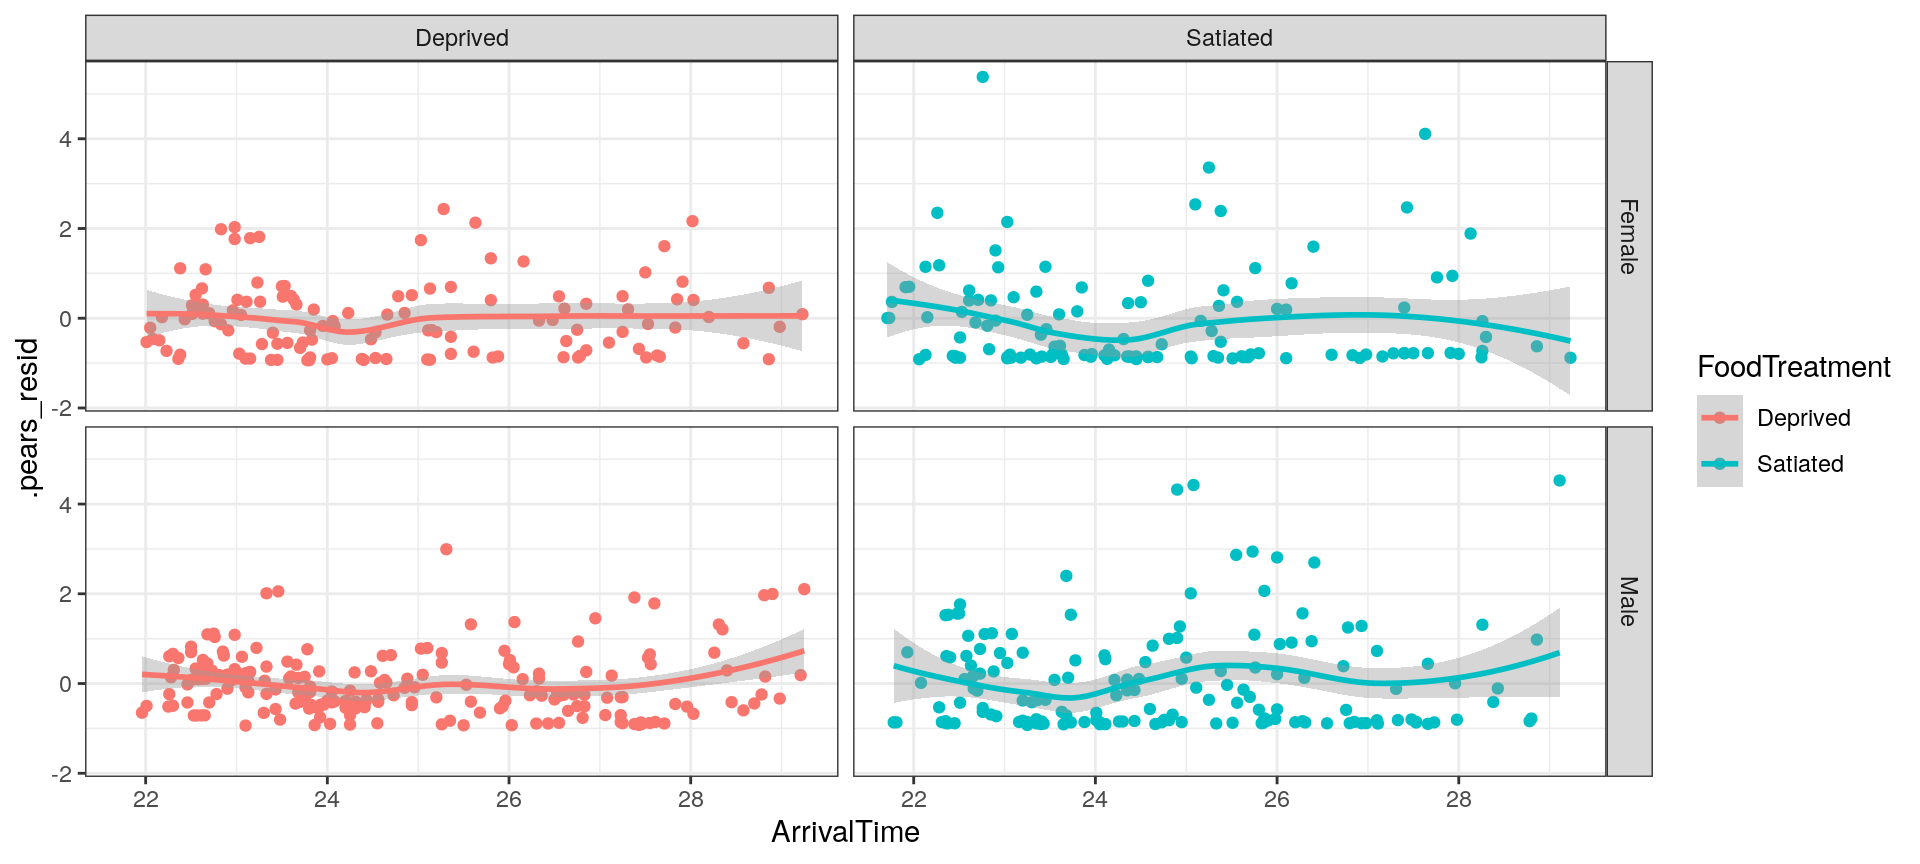 Deprived
Satiated
4
2
0
-2
Female
4
2
0
-2
Male
.pears_resid
22
24
26
28
22
24
26
28
ArrivalTime
FoodTreatment
Deprived
Satiated